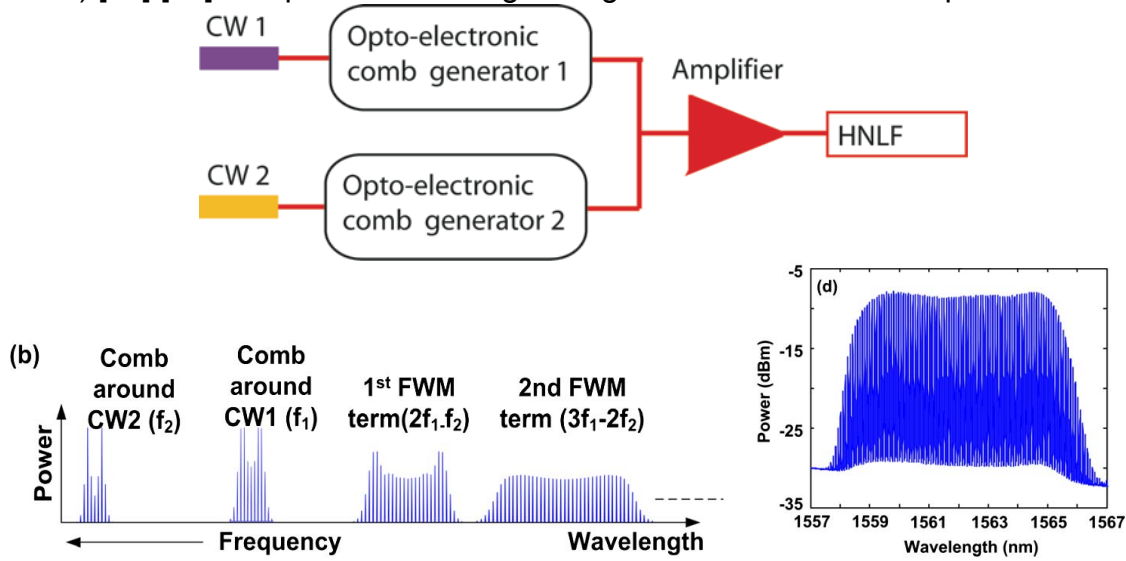 CW 1
Opto-electronic
comb generator 1
Amplifier
HNLF
CW 2
Opto-electronic
comb generator 2
(b)
Comb
around
CW2 (f2)
Comb
around
CW1 (f1)
1st FWM
term(2f1-f2)
2nd FWM
term (3f1-2f2)
Power
Frequency
Wavelength
(d)
Power (dBm)
-5
-15
-25
-35
1557 1559 1561 1563 1565 1567
Wavelength (nm)